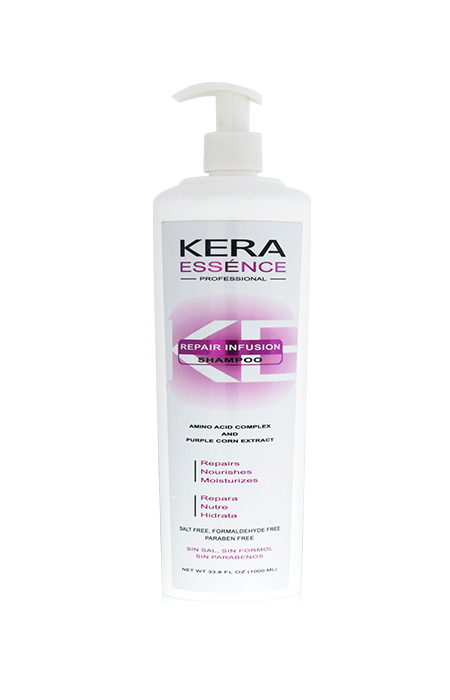 KERA
ESSÉNCE
PROFESSIONAL
KE
REPAIR INFUSION
SHAMPOO
AMINO ACID COMPLEX
AND
PURPLE CORN EXTRACT
Repairs
Nourishes
Moisturizes
Repara
Nutre
Hidrata
SALT FREE, FORMALDEHYDE FREE
PARABEN FREE
SIN SAL, SIN FORMOL
SIN PARABENOS
NET WT 33.8 FL OZ (1000 ML)